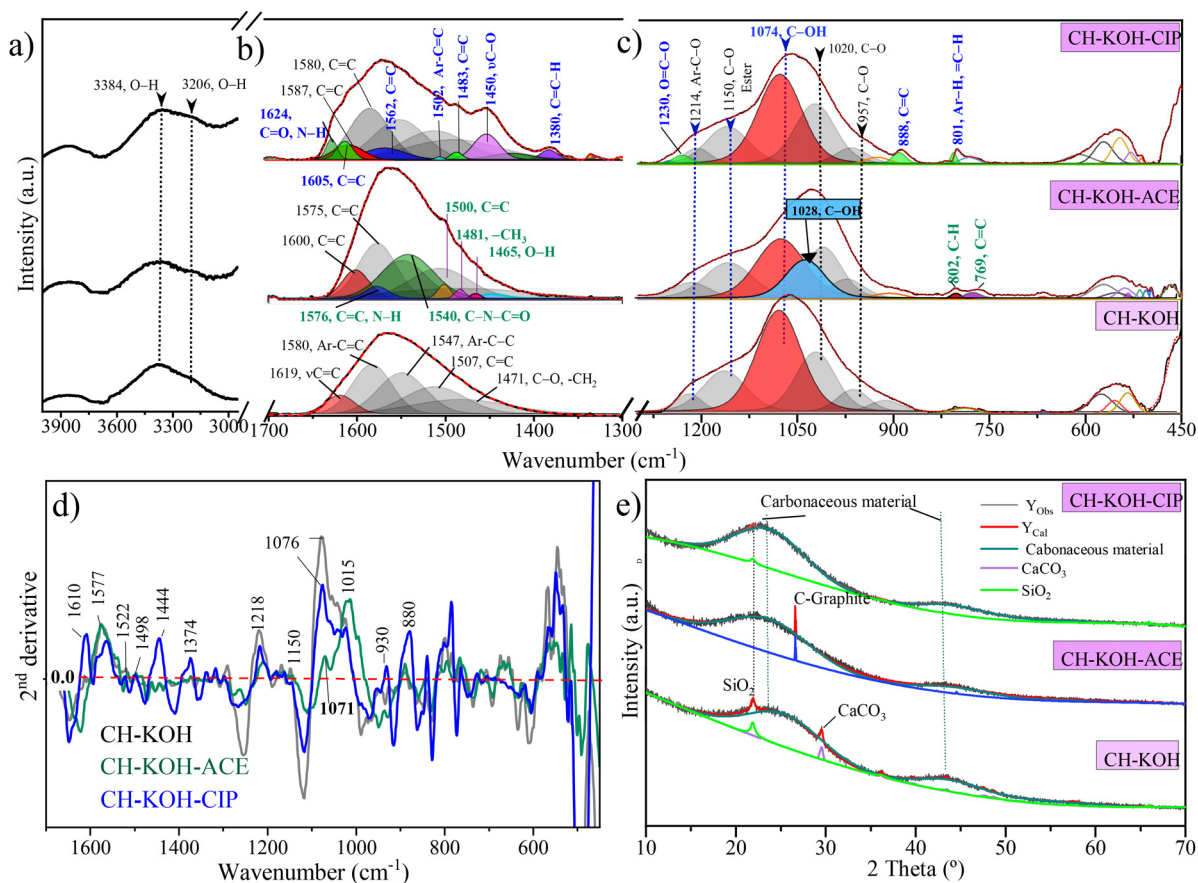 a)
3384, O–H
3206, O–H
Intensity (a.u.)
3900
3600
3300
3000
b)
1580, C=C
1587, C=C
1624,
C=O, N–H
1605, C=C
1562, C=C
1502, Ar-C=C
1483, C=C
1450, νC–O
1380, C=C–H
1575, C=C
1600, C=C
1500, C=C
1481, –CH₃
1465, O–H
1576, C=C, N–H
1540, C–N–C=O
1580, Ar-C=C
1619, νC=C
1547, Ar-C–C
1507, C=C
1471, C–O, -CH₂
1700
1600
1500
1400
1300
Wavenumber (cm⁻¹)
c)
1074, C–OH
CH-KOH-CIP
1230, O=C–O
1214, Ar-C–O
1150, C–O
Ester
1020, C–O
957, C–O
888, C=C
801, Ar–H, =C-H
CH-KOH-ACE
1028, C–OH
802, C-H
769, C=C
CH-KOH
1200
1050
900
750
600
450
d)
2ⁿᵈ derivative
0.0
1610
1577
1522
1498
1444
1374
1218
1150
1076
1071
1015
930
880
CH-KOH
CH-KOH-ACE
CH-KOH-CIP
1600
1400
1200
1000
800
600
Wavenumber (cm⁻¹)
e)
Carbonaceous material
CH-KOH-CIP
Y_Obs
Y_Cal
Cabonaceous material
CaCO₃
SiO₂
C-Graphite
CH-KOH-ACE
SiO₂
CaCO₃
CH-KOH
Intensity (a.u.)
10
20
30
40
50
60
70
2 Theta (º)